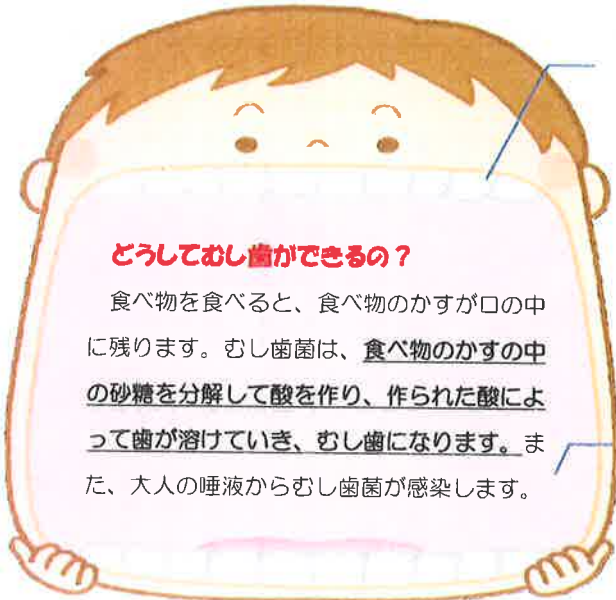 どうしてむし歯ができるの？
食べ物を食べると、食べ物のかすが口の中
に残ります。むし歯菌は、食べ物のかすの中
の砂糖を分解して酸を作り、作られた酸によ
って歯が溶けていき、むし歯になります。ま
た、大人の唾液からむし歯菌が感染します。